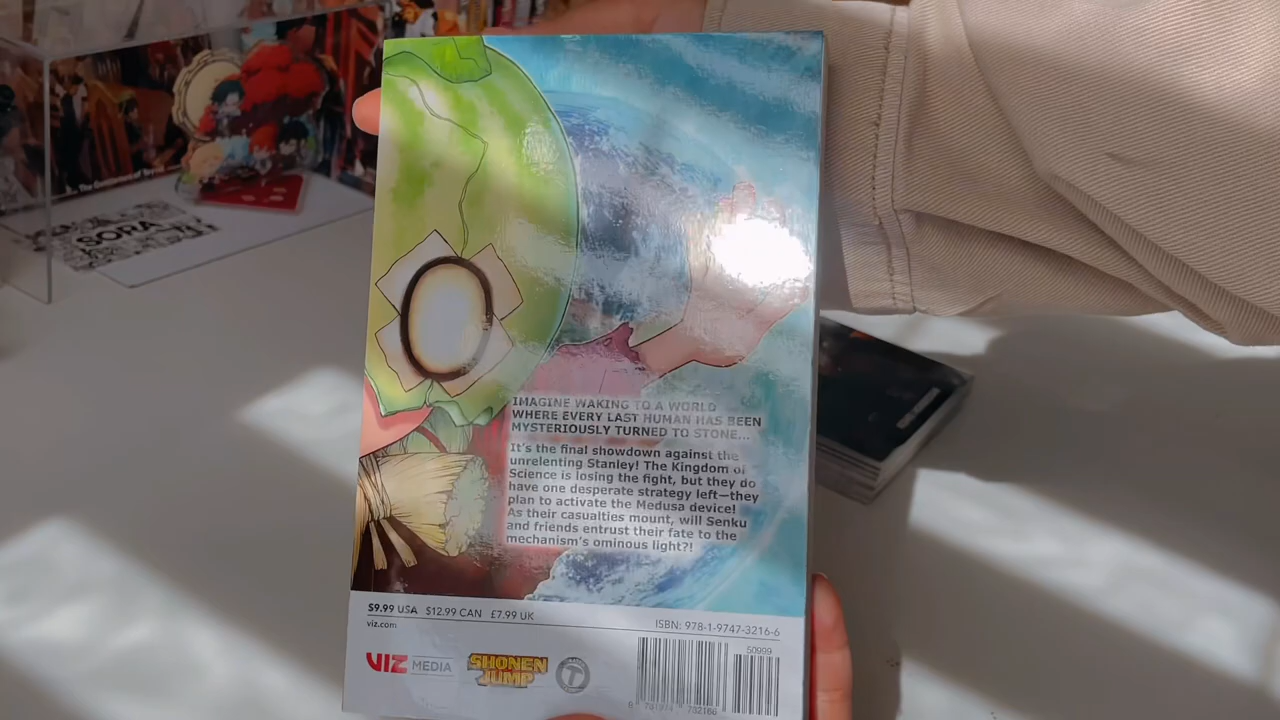 SORA
IMAGINE WAKING TO A WORLD
WHERE EVERY LAST HUMAN HAS BEEN
MYSTERIOUSLY TURNED TO STONE...
It's the final showdown against the
unrelenting Stanley! The Kingdom of
Science is losing the fight, but they do
have one desperate strategy left—they
plan to activate the Medusa device!
As their casualties mount, will Senku
and friends entrust their fate to the
mechanism's ominous light?!
$9.99 USA $12.99 CAN £7.99 UK
ISBN: 978-1-9747-3216-6
viz.com
50999
VIZ MEDIA
SHONEN
JUMP
T
9 781974 732166